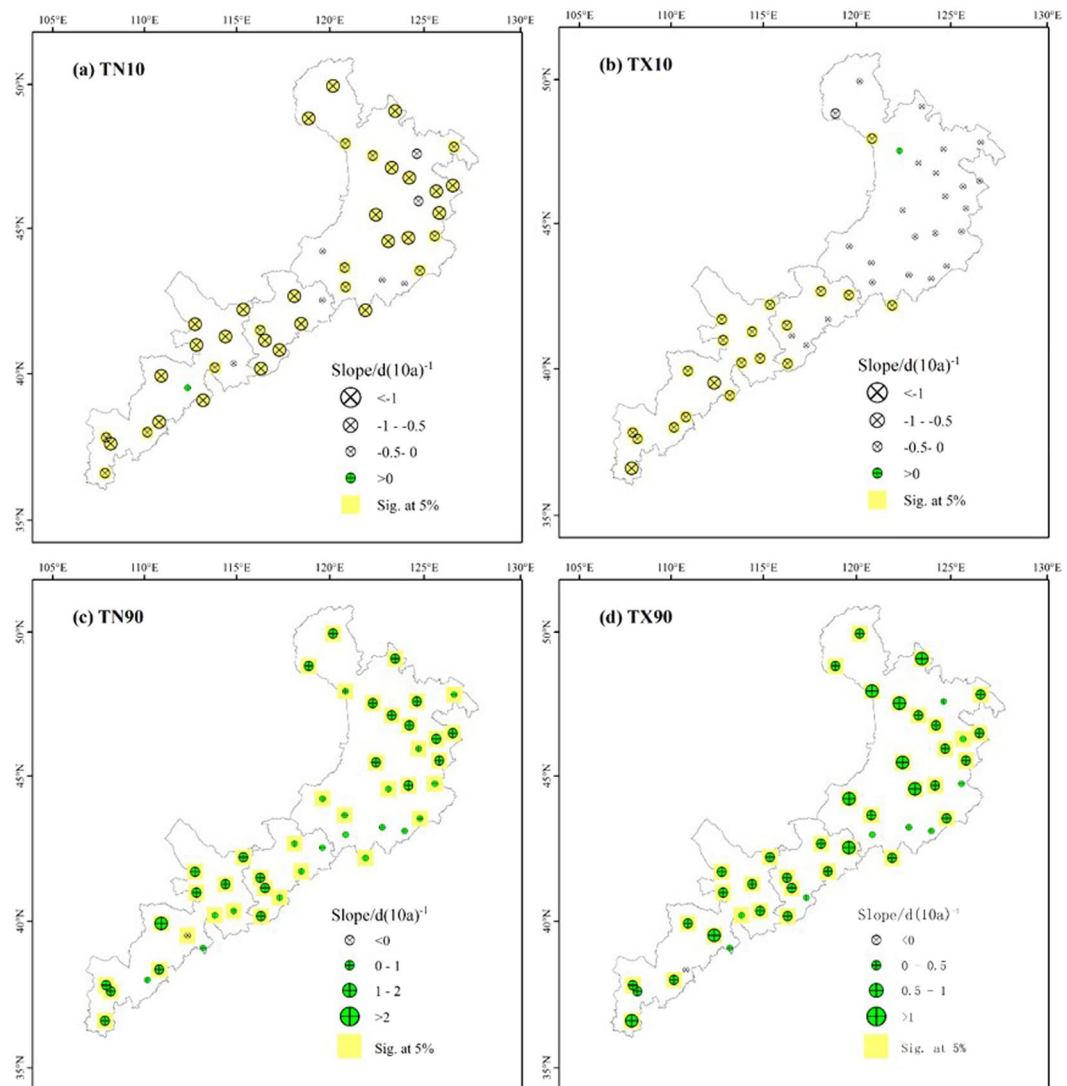 105°E 110°E 115°E 120°E 125°E 130°E
105°E 110°E 115°E 120°E 125°E 130°E
(a) TN10
(b) TX10
50°N
45°N
40°N
35°N
50°N
45°N
40°N
35°N
Slope/d(10a)-1
<-1
-1 - -0.5
-0.5- 0
>0
Sig. at 5%
Slope/d(10a)-1
<-1
-1 - -0.5
-0.5- 0
>0
Sig. at 5%
105°E 110°E 115°E 120°E 125°E 130°E
105°E 110°E 115°E 120°E 125°E 130°E
(c) TN90
(d) TX90
50°N
45°N
40°N
35°N
50°N
45°N
40°N
35°N
Slope/d(10a)-1
<0
0 - 1
1 - 2
>2
Sig. at 5%
Slope/d(10a)-1
<0
0 - 0.5
0.5 - 1
>1
Sig. at 5%